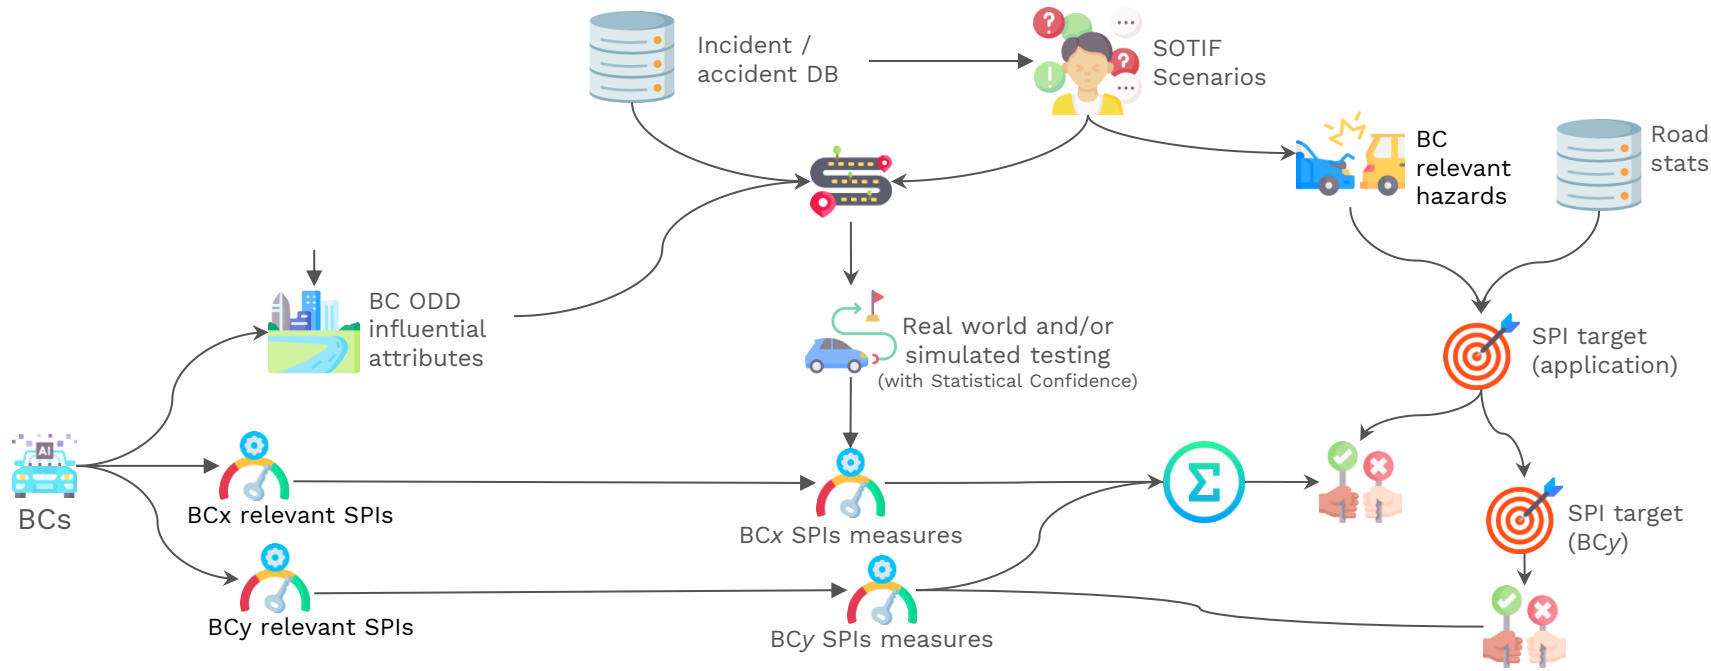 Incident /
accident DB
SOTIF
Scenarios
BC
relevant
hazards
Road
stats
BC ODD
influential
attributes
Real world and/or
simulated testing
(with Statistical Confidence)
SPI target
(application)
AI
BCs
BCx relevant SPIs
BCx SPIs measures
Σ
SPI target
(BCy)
BCy relevant SPIs
BCy SPIs measures